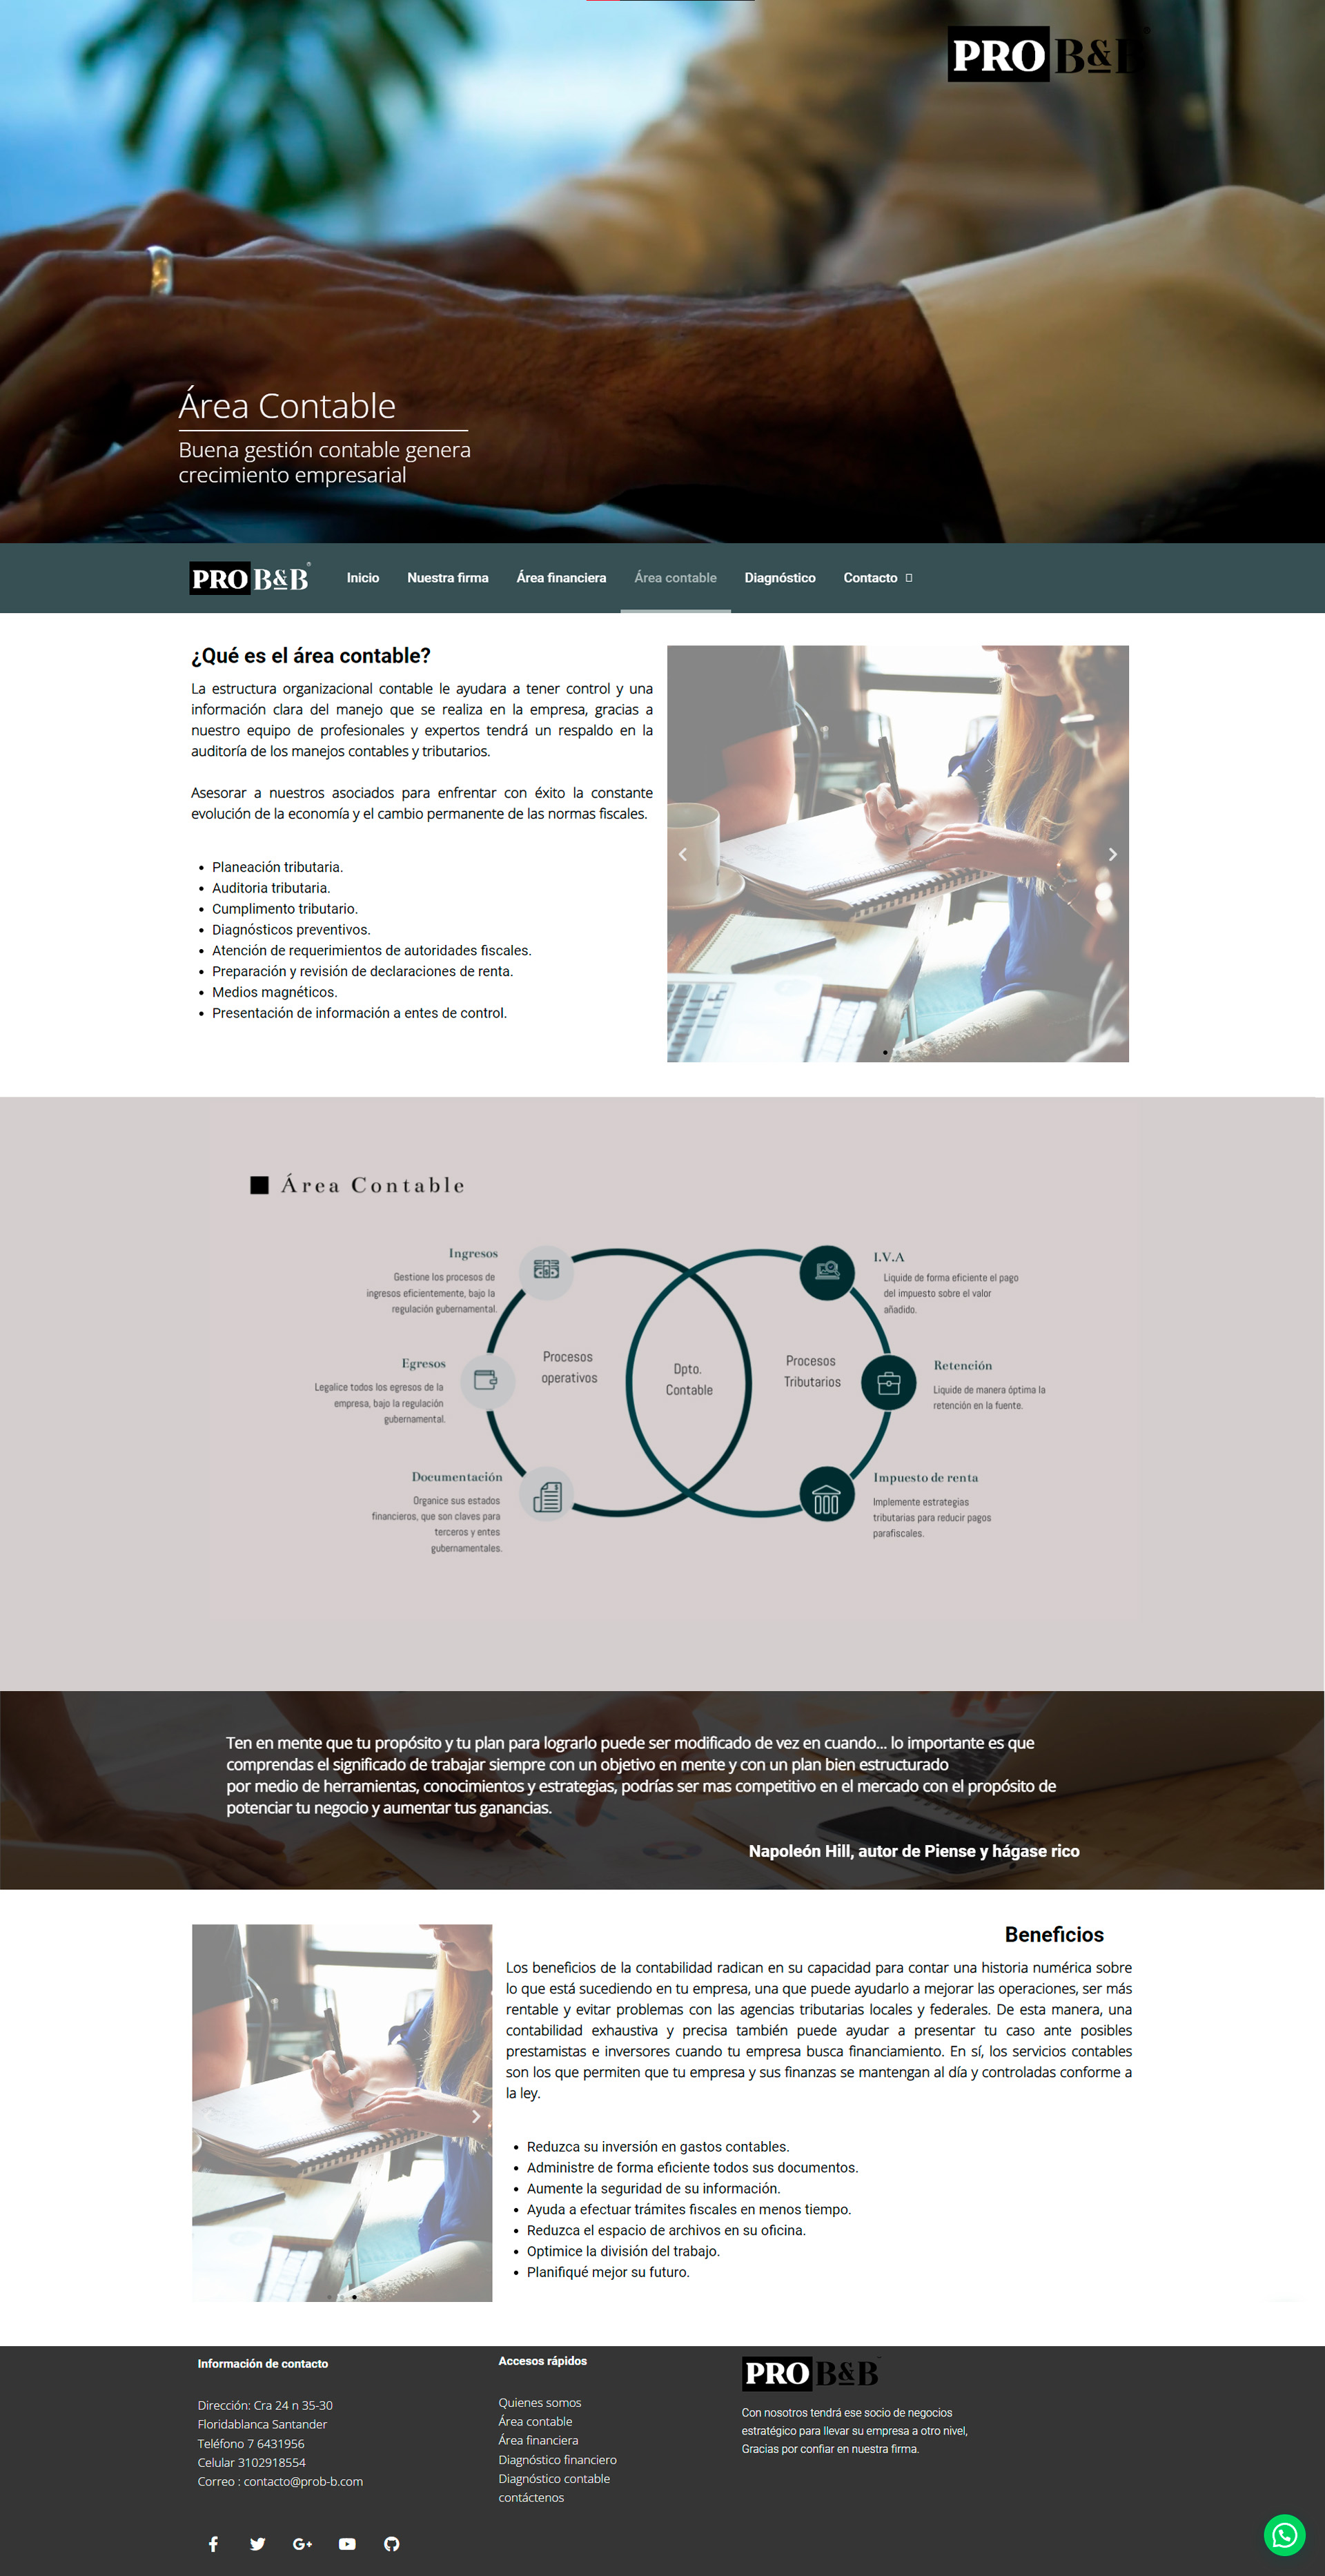 PRO B&B
Área Contable
Buena gestión contable genera
crecimiento empresarial
PRO B&B®
Inicio
Nuestra firma
Área financiera
Área contable
Diagnóstico
Contacto
¿Qué es el área contable?
La estructura organizacional contable le ayudara a tener control y una
información clara del manejo que se realiza en la empresa, gracias a
nuestro equipo de profesionales y expertos tendrá un respaldo en la
auditoría de los manejos contables y tributarios.
Asesorar a nuestros asociados para enfrentar con éxito la constante
evolución de la economía y el cambio permanente de las normas fiscales.
• Planeación tributaria.
• Auditoria tributaria.
• Cumplimento tributario.
• Diagnósticos preventivos.
• Atención de requerimientos de autoridades fiscales.
• Preparación y revisión de declaraciones de renta.
• Medios magnéticos.
• Presentación de información a entes de control.
Área Contable
Ingresos
Gestione los procesos de
ingresos eficientemente, bajo la
regulación gubernamental.
Egresos
Legalice todos los egresos de la
empresa, bajo la regulación
gubernamental.
Documentación
Organice sus estados
financieros, que son claves para
terceros y entes
gubernamentales.
Procesos
operativos
Dpto.
Contable
Procesos
Tributarios
I.V.A
Liquide de forma eficiente el pago
del impuesto sobre el valor
añadido.
Retención
Liquide de manera óptima la
retención en la fuente.
Impuesto de renta
Implemente estrategias
tributarias para reducir pagos
parafiscales.
Ten en mente que tu propósito y tu plan para lograrlo puede ser modificado de vez en cuando... lo importante es que
comprendas el significado de trabajar siempre con un objetivo en mente y con un plan bien estructurado
por medio de herramientas, conocimientos y estrategias, podrías ser mas competitivo en el mercado con el propósito de
potenciar tu negocio y aumentar tus ganancias.
Napoleón Hill, autor de Piense y hágase rico
Beneficios
Los beneficios de la contabilidad radican en su capacidad para contar una historia numérica sobre
lo que está sucediendo en tu empresa, una que puede ayudarlo a mejorar las operaciones, ser más
rentable y evitar problemas con las agencias tributarias locales y federales. De esta manera, una
contabilidad exhaustiva y precisa también puede ayudar a presentar tu caso ante posibles
prestamistas e inversores cuando tu empresa busca financiamiento. En sí, los servicios contables
son los que permiten que tu empresa y sus finanzas se mantengan al día y controladas conforme a
la ley.
• Reduzca su inversión en gastos contables.
• Administre de forma eficiente todos sus documentos.
• Aumente la seguridad de su información.
• Ayuda a efectuar trámites fiscales en menos tiempo.
• Reduzca el espacio de archivos en su oficina.
• Optimice la división del trabajo.
• Planifiqué mejor su futuro.
Información de contacto
Dirección: Cra 24 n 35-30
Floridablanca Santander
Teléfono 7 6431956
Celular 3102918554
Correo : contacto@prob-b.com
Accesos rápidos
Quienes somos
Área contable
Área financiera
Diagnóstico financiero
Diagnóstico contable
contáctenos
PRO B&B
Con nosotros tendrá ese socio de negocios
estratégico para llevar su empresa a otro nivel,
Gracias por confiar en nuestra firma.